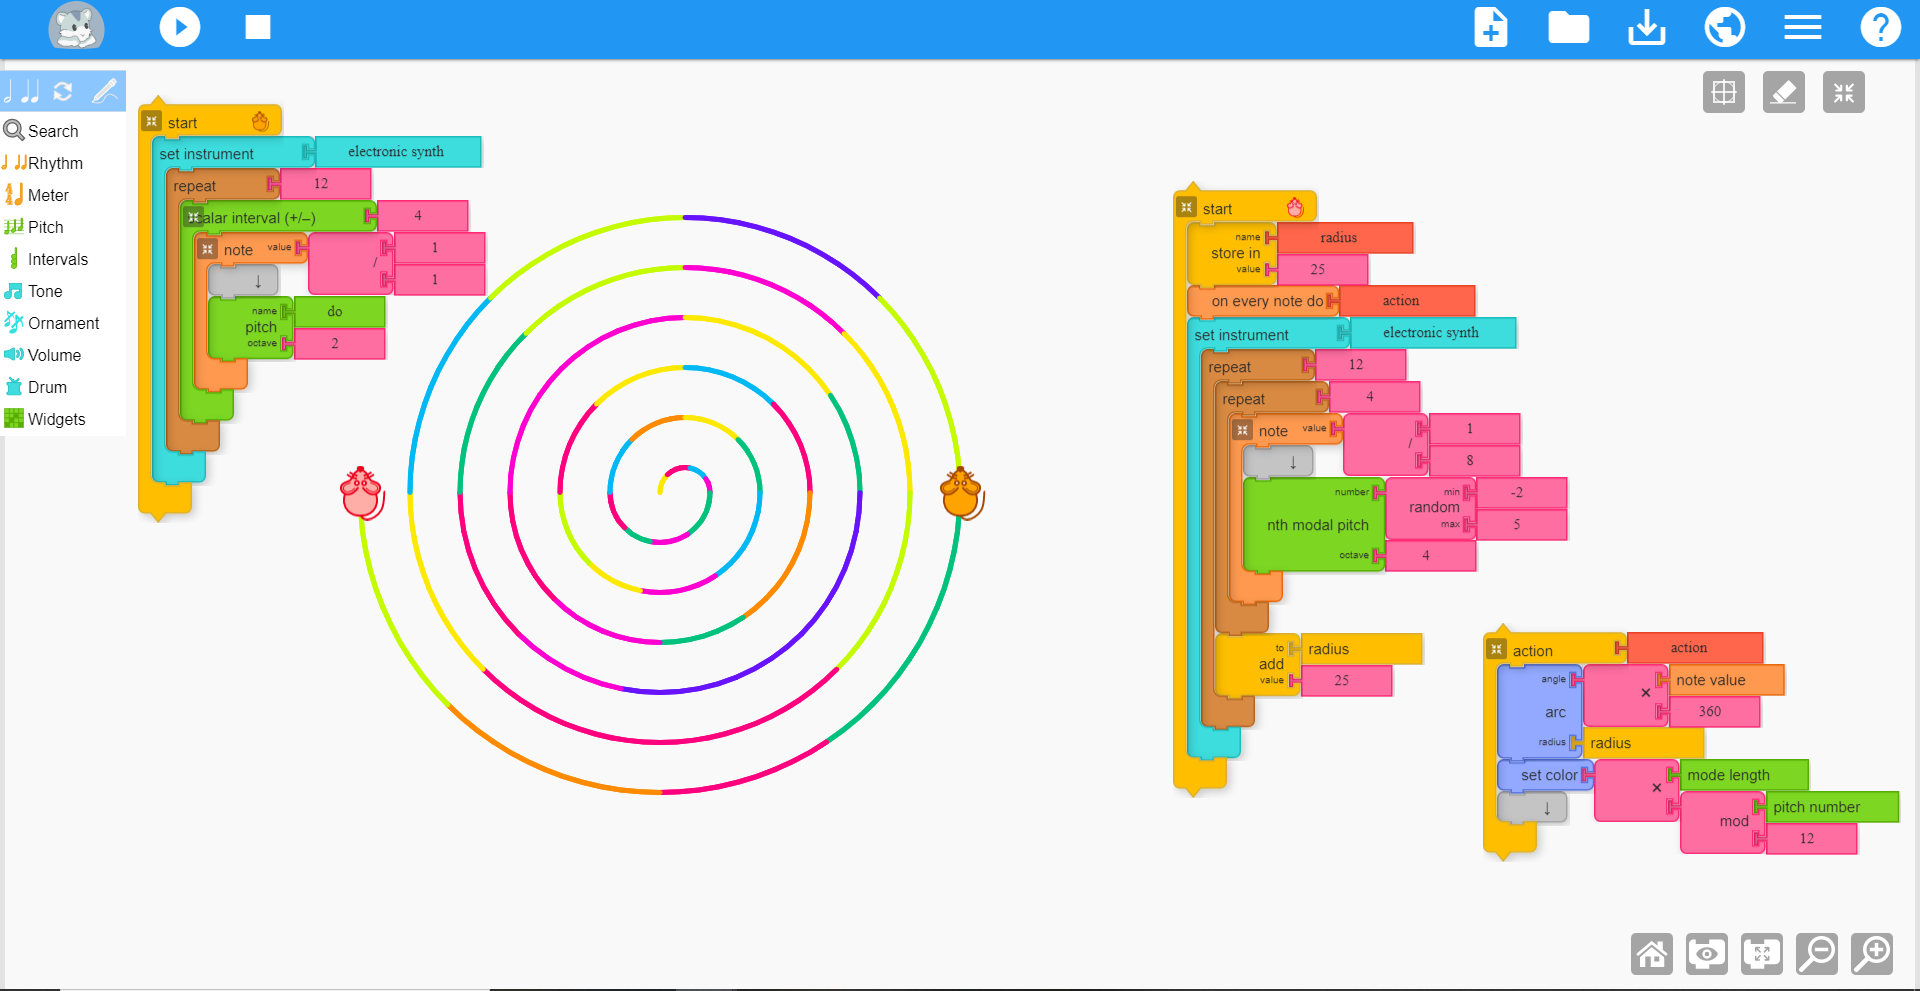 Search
Rhythm
Meter
Pitch
Intervals
Tone
Ornament
Volume
Drum
Widgets
start
set instrument electronic synth
repeat 12
scalar interval (+/–) 4
note value / 1
1
↓
name do
pitch
octave 2
start
name radius
store in
value 25
on every note do action
set instrument electronic synth
repeat 12
repeat 4
note value / 1
8
↓
number min -2
nth modal pitch random
max 5
octave 4
to radius
add
value 25
action action
angle × note value
360
arc
radius radius
set color × mode length
↓ mod pitch number
12